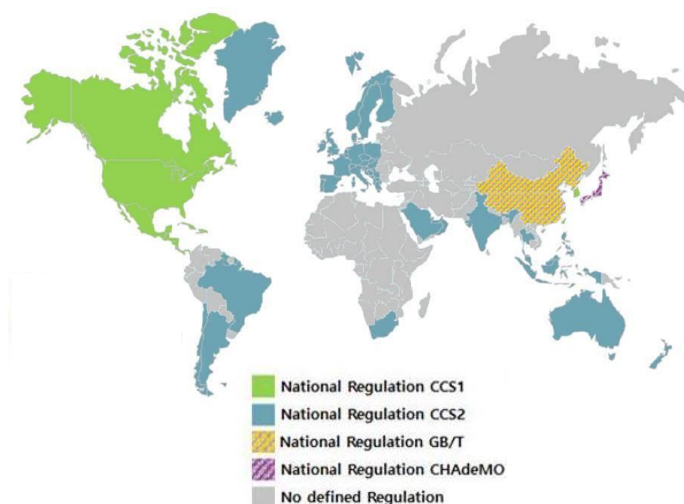 National Regulation CCS1
National Regulation CCS2
National Regulation GB/T
National Regulation CHAdeMO
No defined Regulation